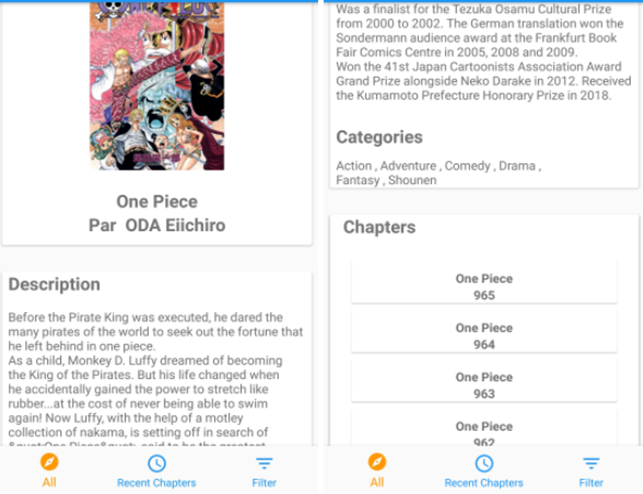 One Piece
Par ODA Eiichiro
Description
Before the Pirate King was executed, he dared the
many pirates of the world to seek out the fortune that
he left behind in one piece.
As a child, Monkey D. Luffy dreamed of becoming
the King of the Pirates. But his life changed when
he accidentally gained the power to stretch like
rubber...at the cost of never being able to swim
again! Now Luffy, with the help of a motley
collection of nakama, is setting off in search of
&quot;One Piece&quot; said to be the greatest
All
Recent Chapters
Filter
Was a finalist for the Tezuka Osamu Cultural Prize
from 2000 to 2002. The German translation won the
Sondermann audience award at the Frankfurt Book
Fair Comics Centre in 2005, 2008 and 2009.
Won the 41st Japan Cartoonists Association Award
Grand Prize alongside Neko Darake in 2012. Received
the Kumamoto Prefecture Honorary Prize in 2018.
Categories
Action , Adventure , Comedy , Drama ,
Fantasy , Shounen
Chapters
One Piece
965
One Piece
964
One Piece
963
One Piece
962
All
Recent Chapters
Filter